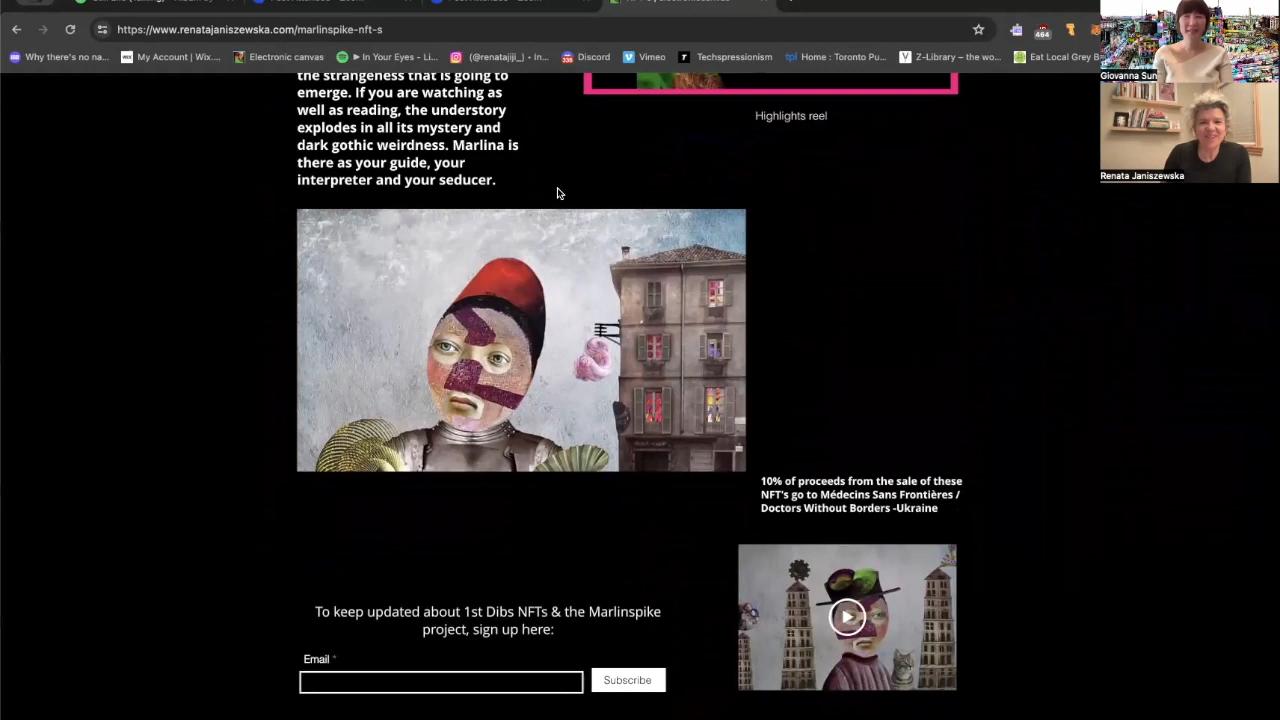 https://www.renatajaniszewska.com/marlinspike-nft-s
464
Why there's no na...
My Account | Wix....
Electronic canvas
In Your Eyes - Li...
(@renatajiji_) • In...
Discord
Vimeo
Techspressionism
Home : Toronto Pu...
Z-Library – the wo...
Eat Local Grey B
Giovanna Sun
Renata Janiszewska
the strangeness that is going to
emerge. If you are watching as
well as reading, the understory
explodes in all its mystery and
dark gothic weirdness. Marlina is
there as your guide, your
interpreter and your seducer.
Highlights reel
10% of proceeds from the sale of these
NFT's go to Médecins Sans Frontières /
Doctors Without Borders -Ukraine
To keep updated about 1st Dibs NFTs & the Marlinspike
project, sign up here:
Email *
Subscribe